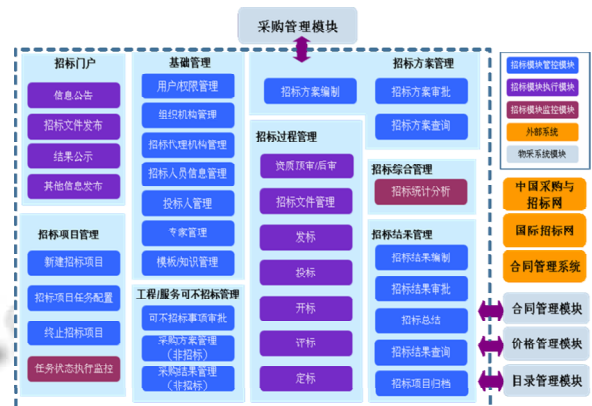 采购管理模块
招标门户
信息公告
招标文件发布
结果公示
其他信息发布
招标项目管理
新建招标项目
招标项目任务配置
终止招标项目
任务状态执行监控
基础管理
用户/权限管理
组织机构管理
招标代理机构管理
招标人员信息管理
投标人管理
专家管理
模板/知识管理
工程/服务可不招标管理
可不招标事项审批
采购方案管理
（非招标）
采购结果管理
（非招标）
招标方案编制
招标过程管理
资质预审/后审
招标文件管理
发标
投标
开标
评标
定标
招标方案管理
招标方案审批
招标方案查询
招标综合管理
招标统计分析
招标结果管理
招标结果编制
招标结果审批
招标总结
招标结果查询
招标项目归档
招标模块管控模块
招标模块执行模块
招标模块监控模块
外部系统
物采系统模块
中国采购与
招标网
国际招标网
合同管理系统
合同管理模块
价格管理模块
目录管理模块